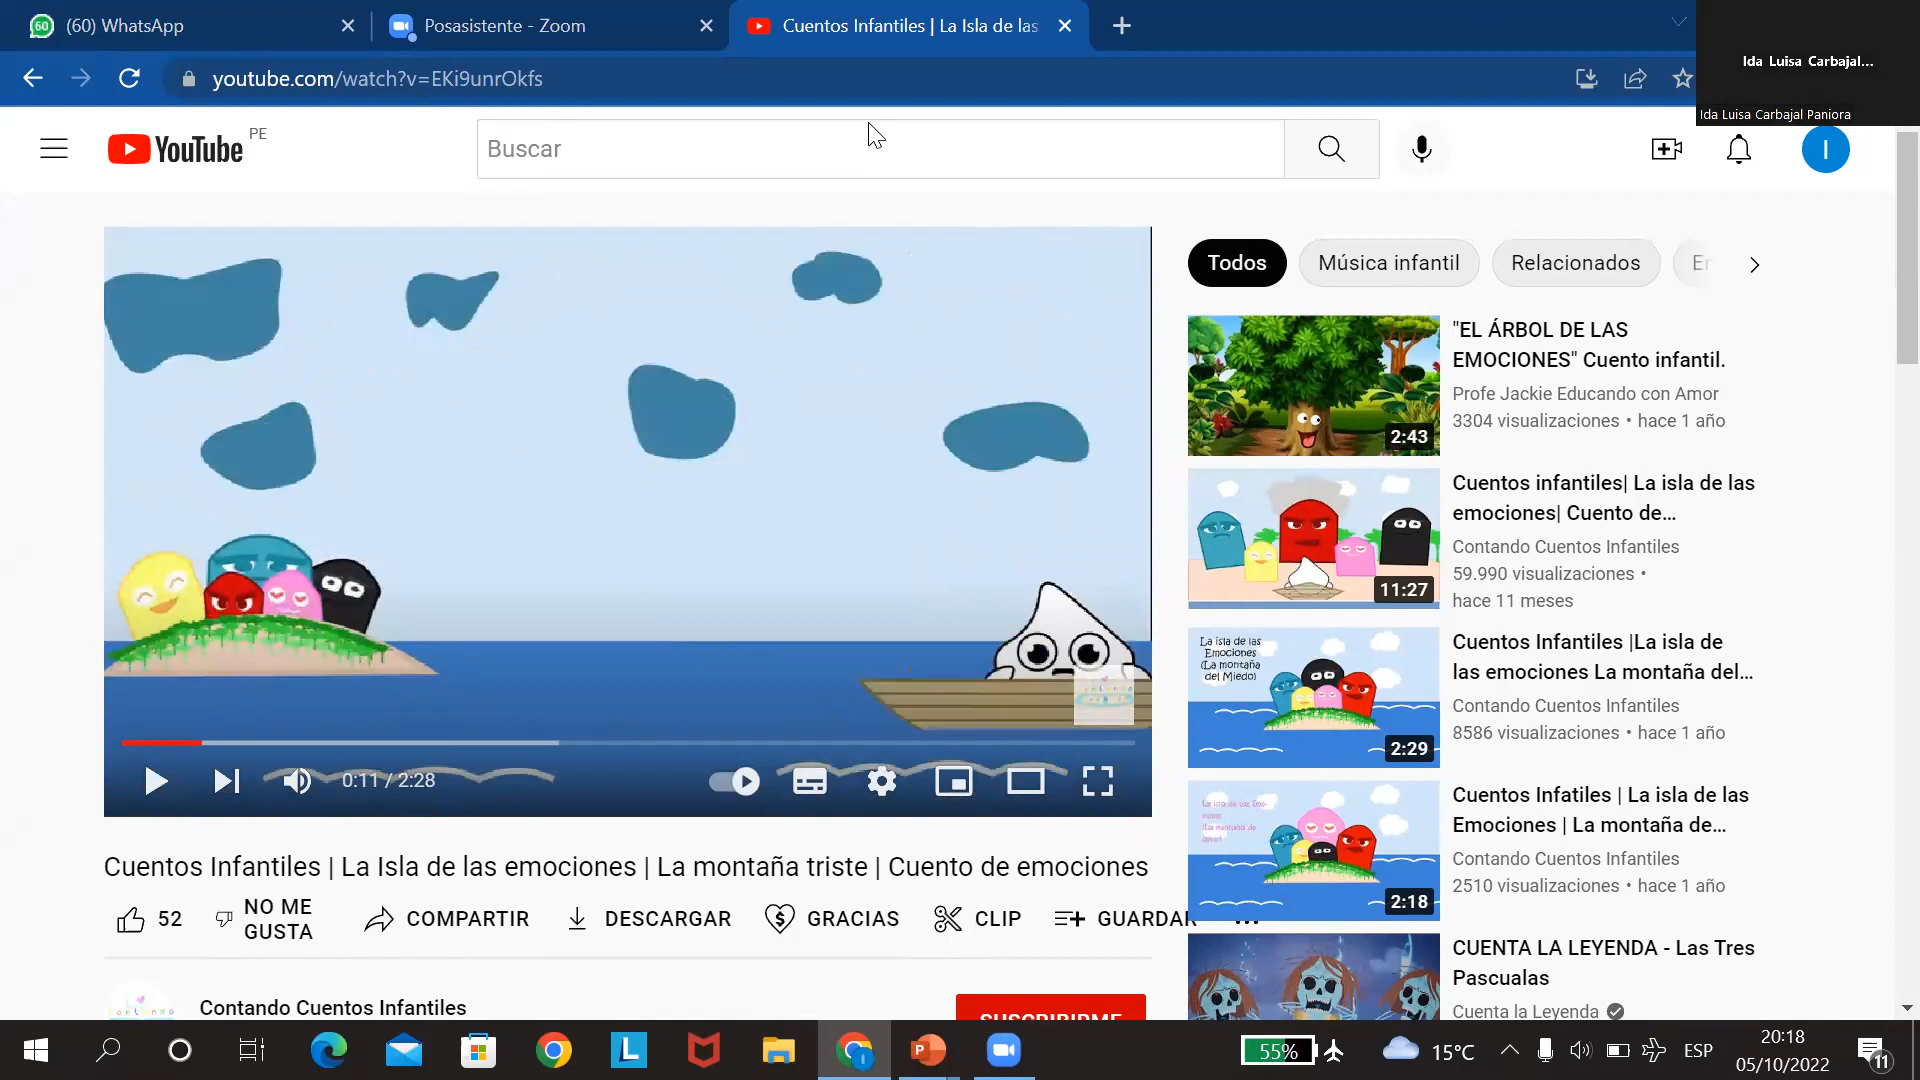 (60) WhatsApp
Posasistente - Zoom
Cuentos Infantiles | La Isla de las
youtube.com/watch?v=EKi9unrOkfs
Ida Luisa Carbajal...
Ida Luisa Carbajal Paniora
YouTube PE
Buscar
I
Todos
Música infantil
Relacionados
"EL ÁRBOL DE LAS
EMOCIONES" Cuento infantil.
Profe Jackie Educando con Amor
3304 visualizaciones • hace 1 año
2:43
Cuentos infantiles| La isla de las
emociones| Cuento de...
Contando Cuentos Infantiles
59.990 visualizaciones •
hace 11 meses
11:27
La isla de las
Emociones
(La montaña
del Miedo)
2:29
Cuentos Infantiles |La isla de
las emociones La montaña del...
Contando Cuentos Infantiles
8586 visualizaciones • hace 1 año
2:18
Cuentos Infatiles | La isla de las
Emociones | La montaña de...
Contando Cuentos Infantiles
2510 visualizaciones • hace 1 año
CUENTA LA LEYENDA - Las Tres
Pascualas
Cuenta la Leyenda
0:11 / 2:28
Cuentos Infantiles | La Isla de las emociones | La montaña triste | Cuento de emociones
52
NO ME
GUSTA
COMPARTIR
DESCARGAR
GRACIAS
CLIP
GUARDAR
Contando Cuentos Infantiles
SUSCRIBIRME
55%
15°C
ESP
20:18
05/10/2022
11